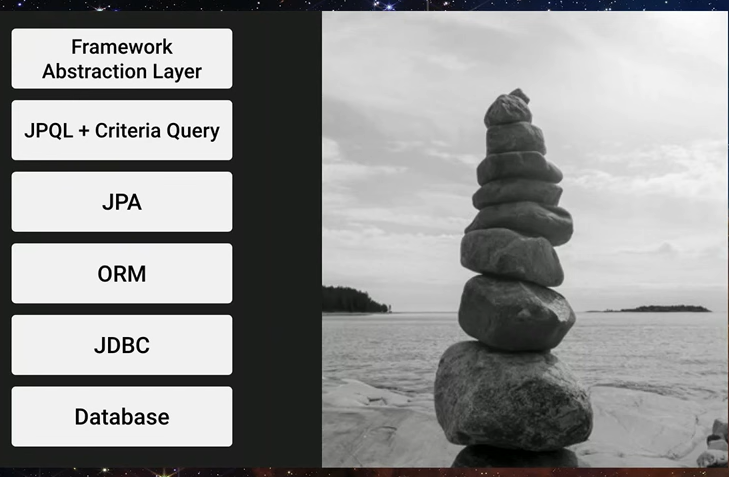 Framework
Abstraction Layer
JPQL + Criteria Query
JPA
ORM
JDBC
Database